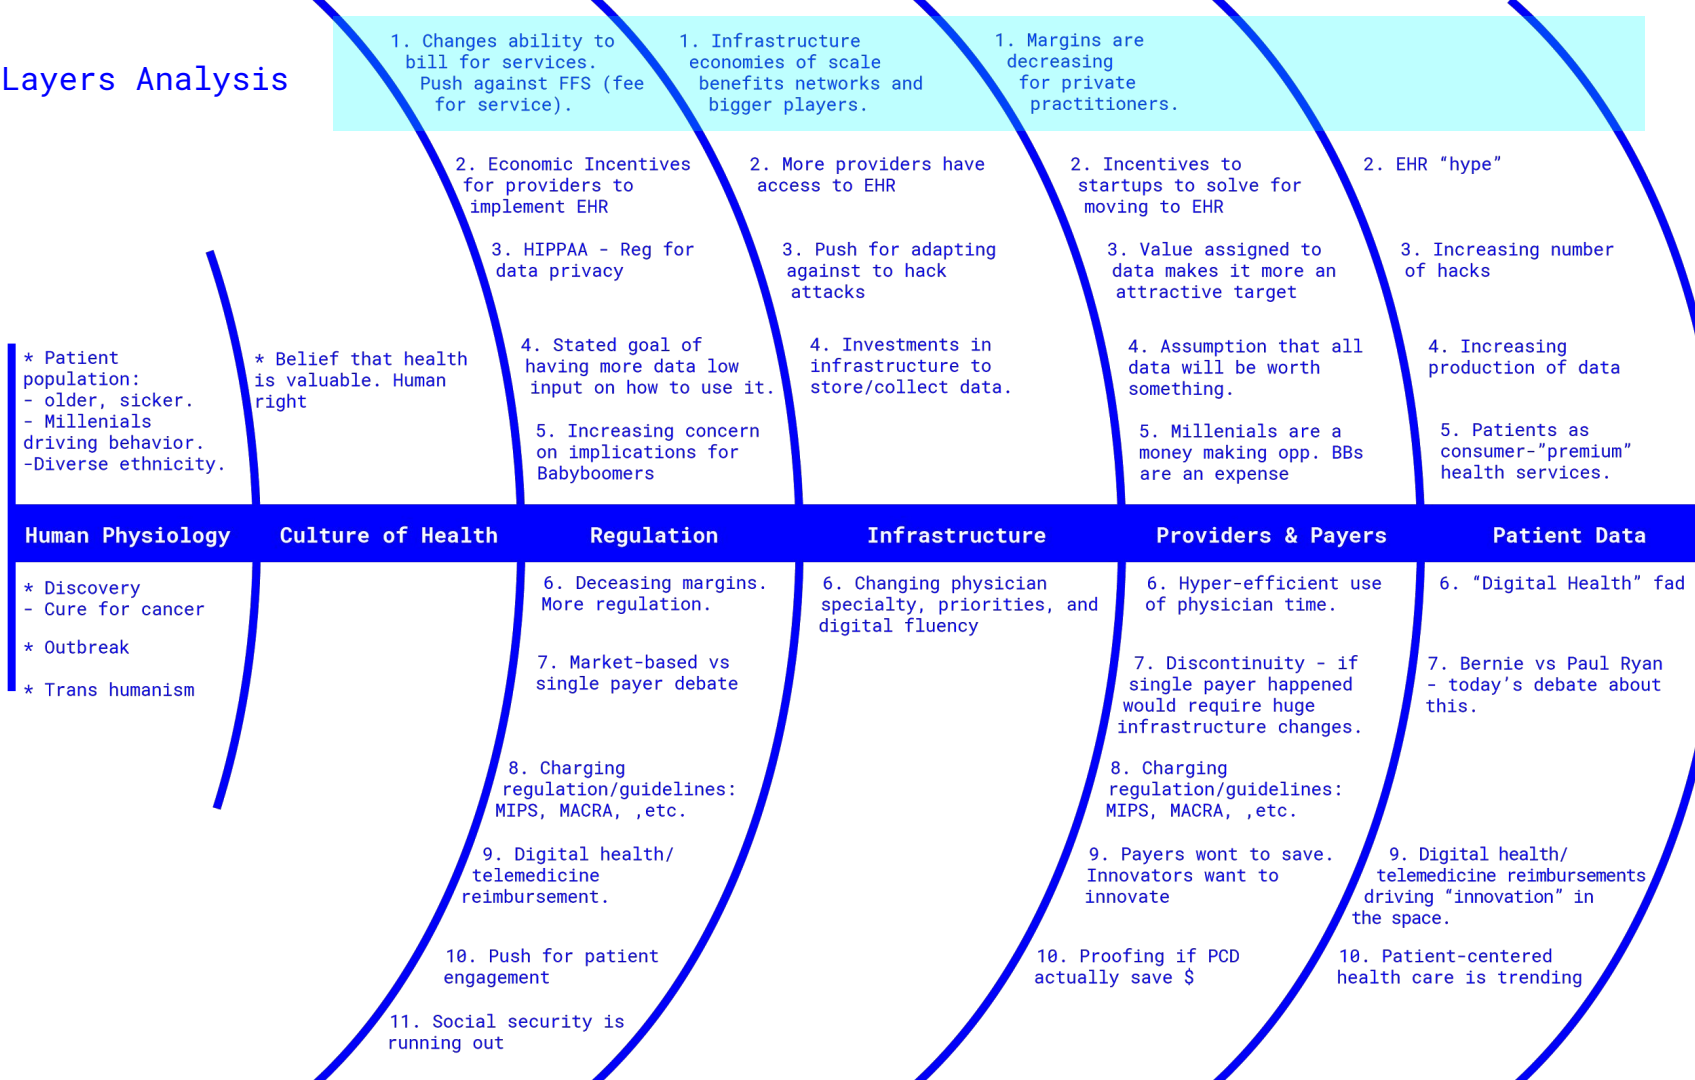 Layers Analysis
1. Changes ability to
bill for services.
Push against FFS (fee
for service).
1. Infrastructure
economies of scale
benefits networks and
bigger players.
1. Margins are
decreasing
for private
practitioners.
2. Economic Incentives
for providers to
implement EHR
2. More providers have
access to EHR
2. Incentives to
startups to solve for
moving to EHR
2. EHR “hype”
3. HIPPAA - Reg for
data privacy
3. Push for adapting
against to hack
attacks
3. Value assigned to
data makes it more an
attractive target
3. Increasing number
of hacks
* Patient
population:
- older, sicker.
- Millenials
driving behavior.
-Diverse ethnicity.
* Belief that health
is valuable. Human
right
4. Stated goal of
having more data low
input on how to use it.
4. Investments in
infrastructure to
store/collect data.
4. Assumption that all
data will be worth
something.
4. Increasing
production of data
5. Increasing concern
on implications for
Babyboomers
5. Millenials are a
money making opp. BBs
are an expense
5. Patients as
consumer-”premium”
health services.
Human Physiology
Culture of Health
Regulation
Infrastructure
Providers & Payers
Patient Data
* Discovery
- Cure for cancer
* Outbreak
* Trans humanism
6. Deceasing margins.
More regulation.
6. Changing physician
specialty, priorities, and
digital fluency
6. Hyper-efficient use
of physician time.
6. “Digital Health” fad
7. Market-based vs
single payer debate
7. Discontinuity - if
single payer happened
would require huge
infrastructure changes.
7. Bernie vs Paul Ryan
- today’s debate about
this.
8. Charging
regulation/guidelines:
MIPS, MACRA, ,etc.
8. Charging
regulation/guidelines:
MIPS, MACRA, ,etc.
9. Digital health/
telemedicine
reimbursement.
9. Payers wont to save.
Innovators want to
innovate
9. Digital health/
telemedicine reimbursements
driving “innovation” in
the space.
10. Push for patient
engagement
10. Proofing if PCD
actually save $
10. Patient-centered
health care is trending
11. Social security is
running out